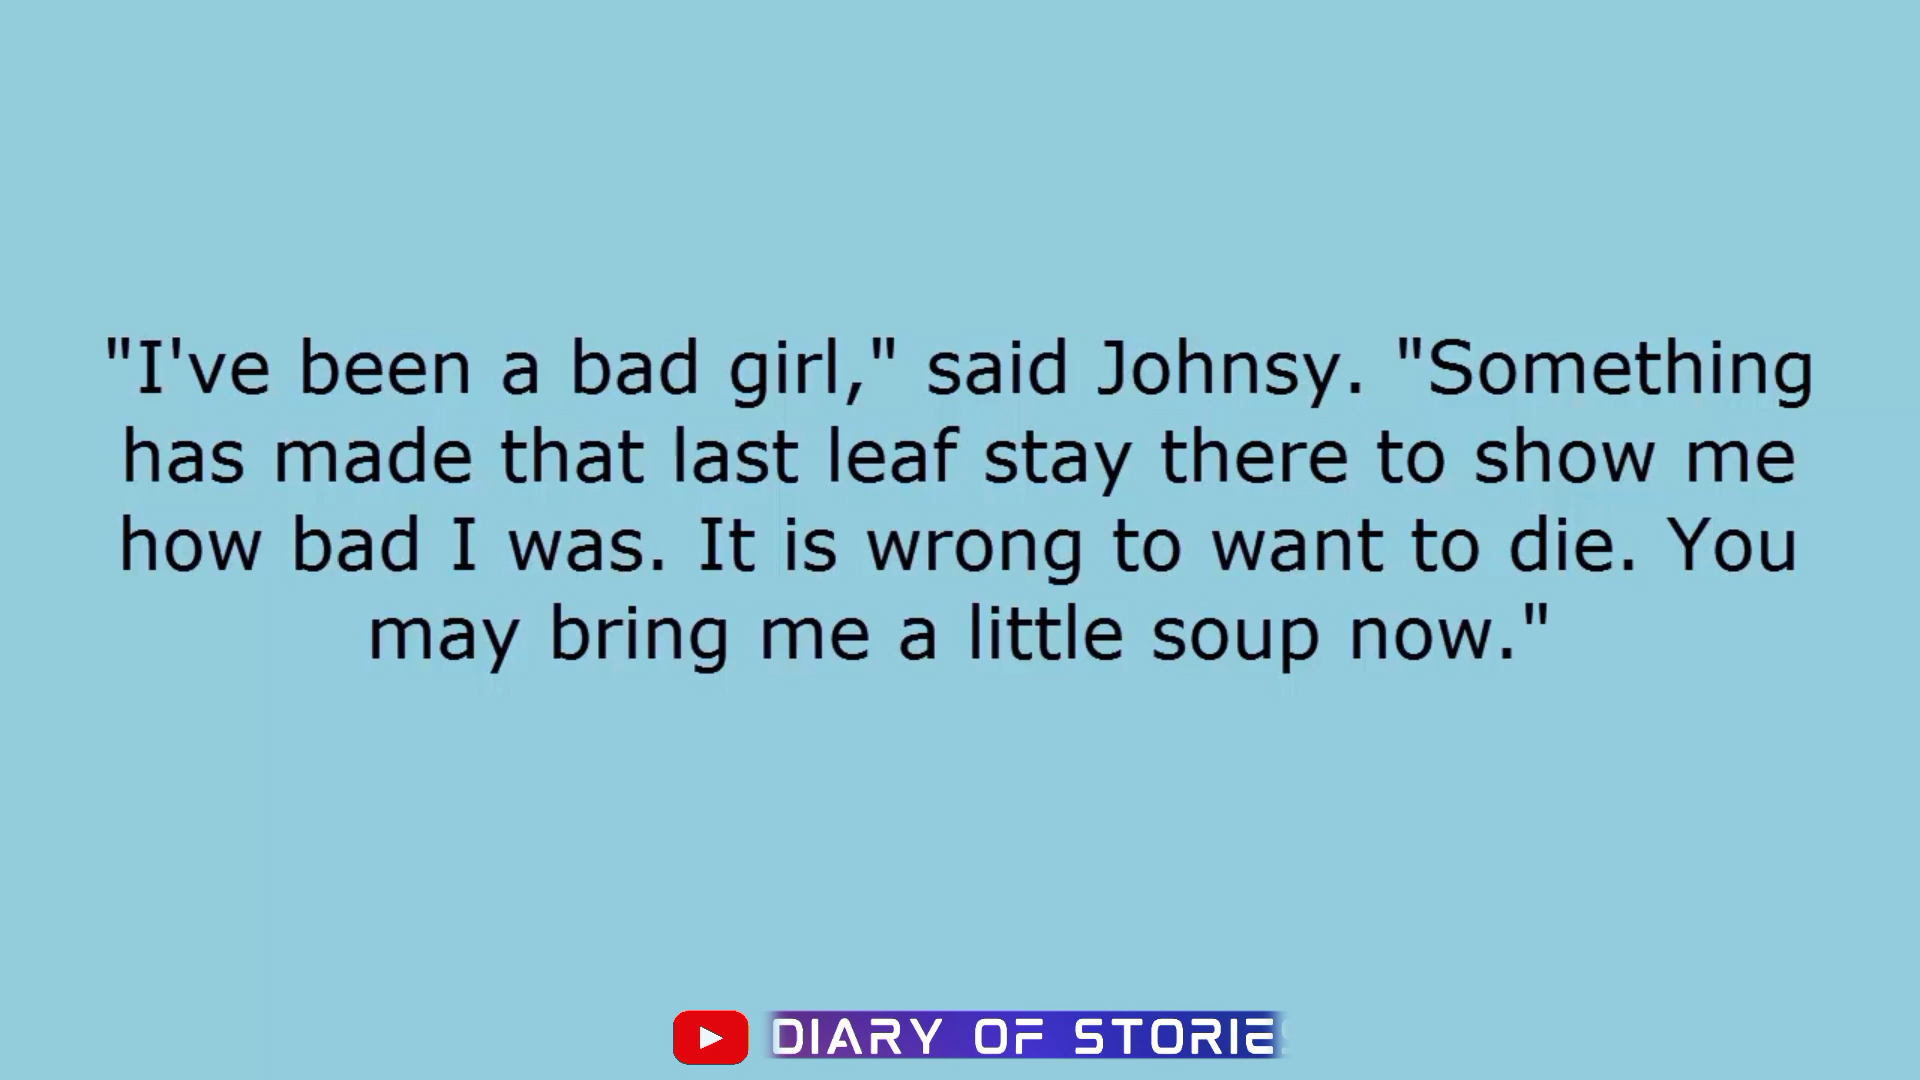 "I've been a bad girl," said Johnsy. "Something
has made that last leaf stay there to show me
how bad I was. It is wrong to want to die. You
may bring me a little soup now."
DIARY OF STORIES